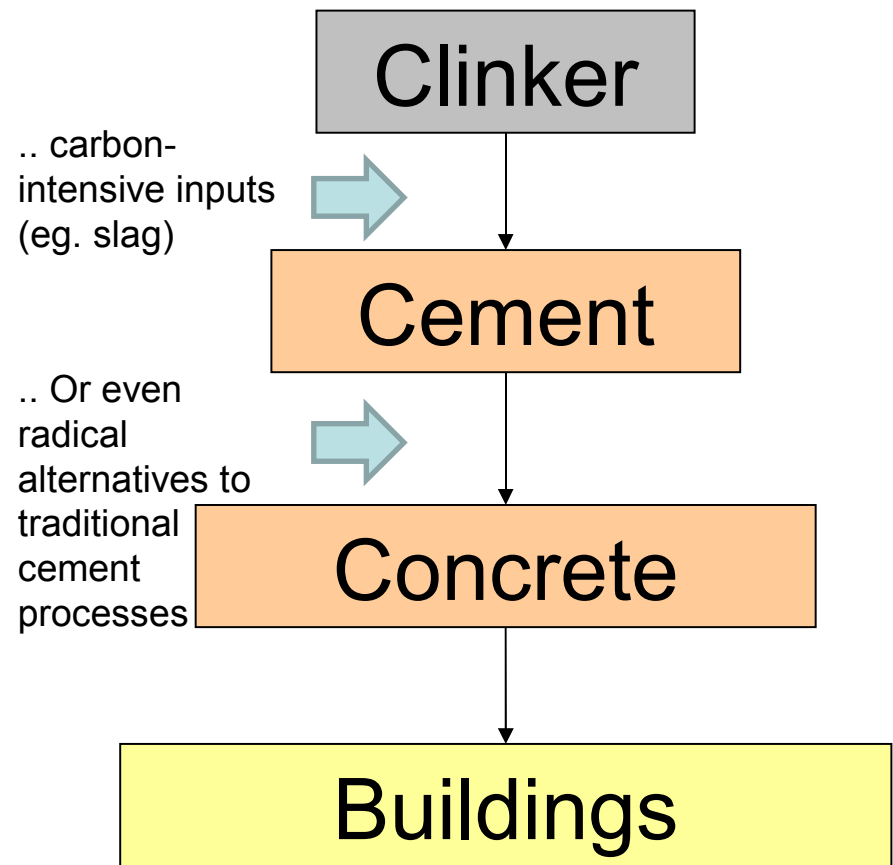 Clinker
.. carbon-
intensive inputs
(eg. slag)
Cement
.. Or even
radical
alternatives to
traditional
cement
processes
Concrete
Buildings